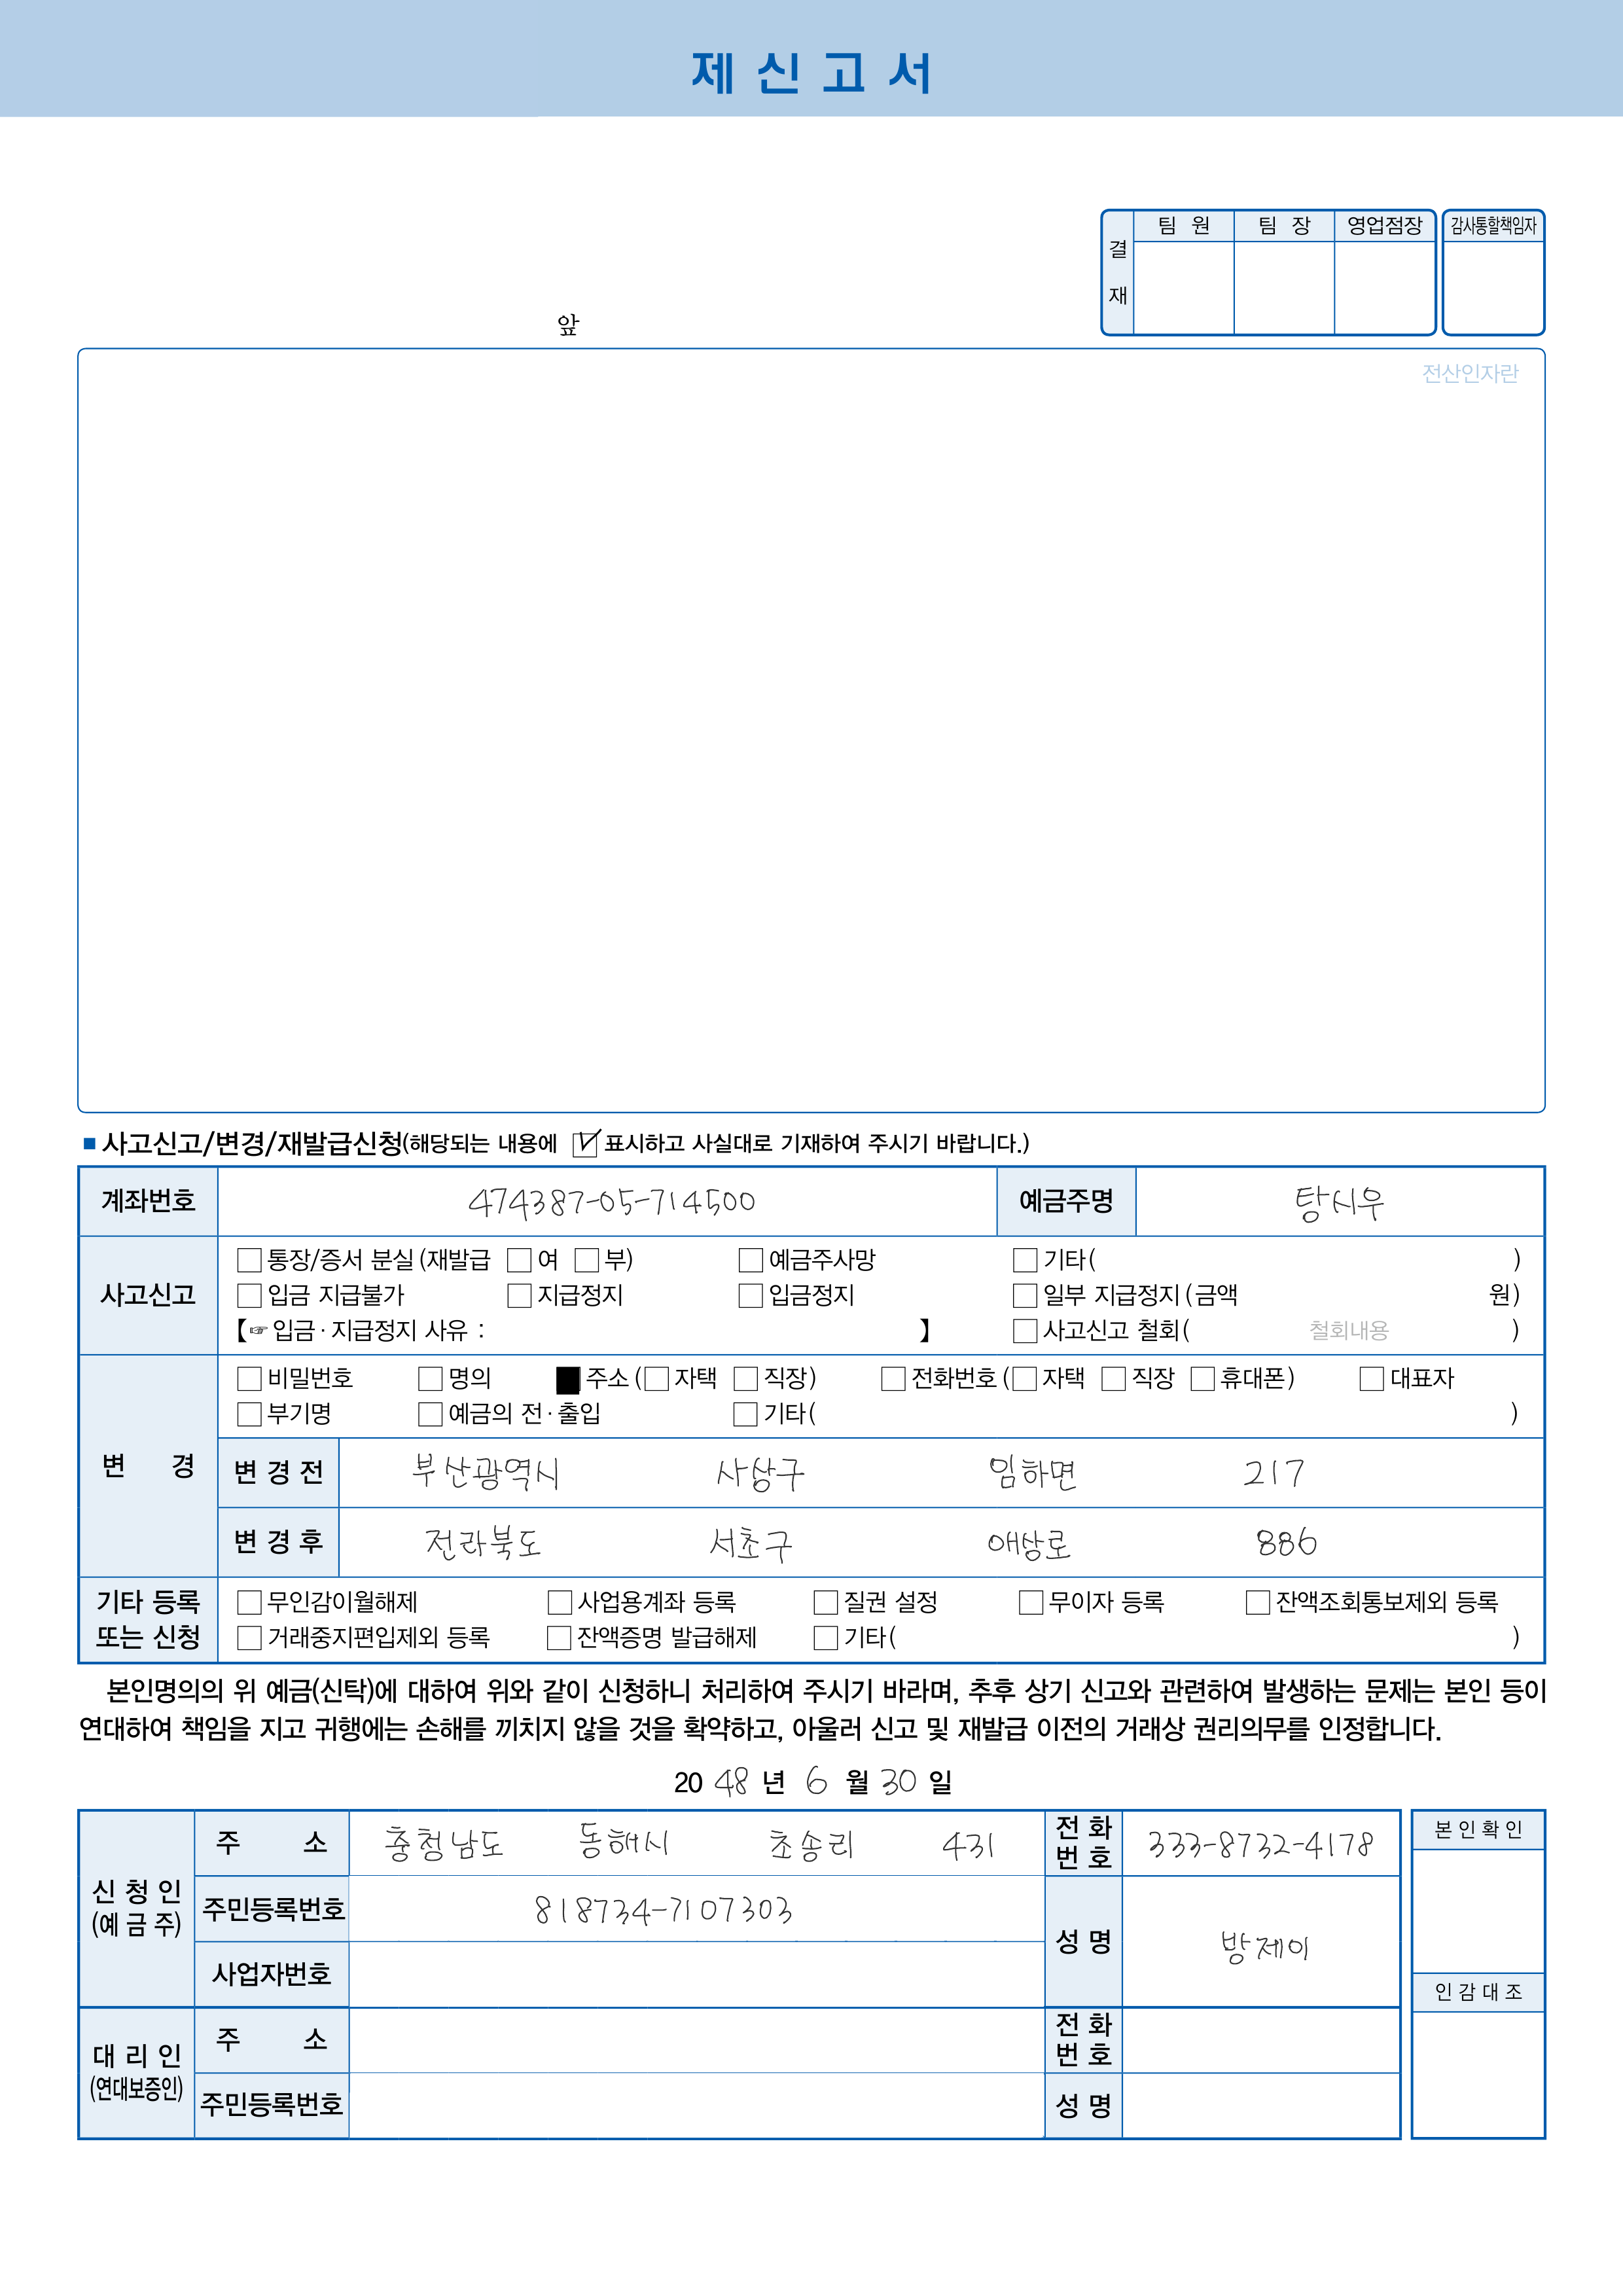 제 신 고 서
결 재 팀 원 팀 장 영업점장 감사통할책임자
앞
전산인자란
■ 사고신고/변경/재발급신청(해당되는 내용에 ☑ 표시하고 사실대로 기재하여 주시기 바랍니다.)
계좌번호 474387-05-714500 예금주명 탕시우
사고신고
□ 통장/증서 분실 (재발급 □ 여 □ 부) □ 예금주사망 □ 기타( )
□ 입금 지급불가 □ 지급정지 □ 입금정지 □ 일부 지급정지 (금액 원)
【☞ 입금 · 지급정지 사유 : 】 □ 사고신고 철회( 철회내용 )
변 경
□ 비밀번호 □ 명의 ■ 주소 (□ 자택 □ 직장) □ 전화번호 (□ 자택 □ 직장 □ 휴대폰) □ 대표자
□ 부기명 □ 예금의 전 · 출입 □ 기타( )
변 경 전 부산광역시 사상구 임하면 217
변 경 후 전라북도 서초구 애상로 886
기타 등록 또는 신청
□ 무인감이월해제 □ 사업용계좌 등록 □ 질권 설정 □ 무이자 등록 □ 잔액조회통보제외 등록
□ 거래중지편입제외 등록 □ 잔액증명 발급해제 □ 기타( )
본인명의의 위 예금(신탁)에 대하여 위와 같이 신청하니 처리하여 주시기 바라며, 추후 상기 신고와 관련하여 발생하는 문제는 본인 등이
연대하여 책임을 지고 귀행에는 손해를 끼치지 않을 것을 확약하고, 아울러 신고 및 재발급 이전의 거래상 권리의무를 인정합니다.
20 48 년 6 월 30 일
신 청 인 (예 금 주)
주 소 충청남도 동해시 초송리 431 전 화 번 호 333-8732-4178
주민등록번호 818734-7107303 성 명 방제이
사업자번호
대 리 인 (연대보증인)
주 소 전 화 번 호
주민등록번호 성 명
본 인 확 인
인 감 대 조